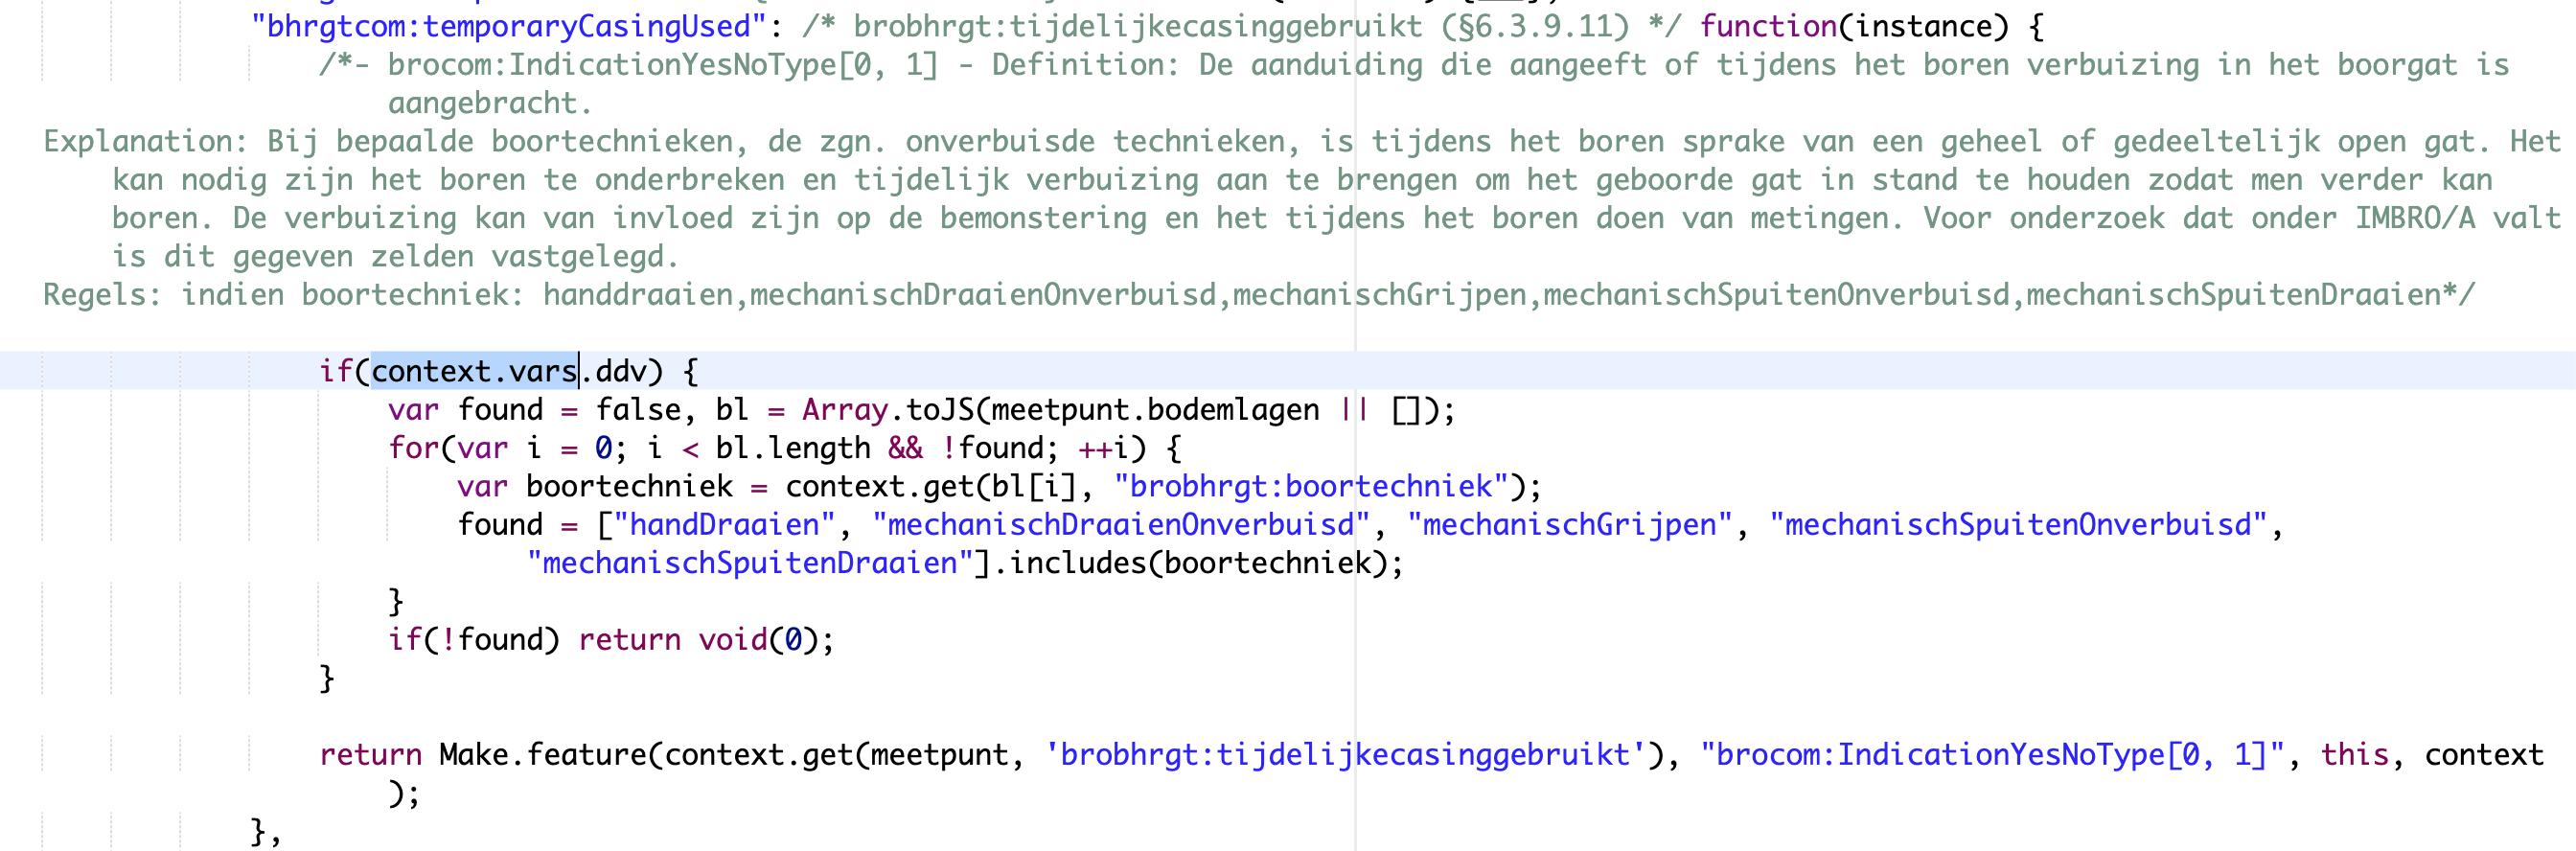 "bhrgtcom:temporaryCasingUsed": /* brobhrgt:tijdelijkecasinggebruikt (§6.3.9.11) */ function(instance) {
/*- brocom:IndicationYesNoType[0, 1] - Definition: De aanduiding die aangeeft of tijdens het boren verbuizing in het boorgat is
aangebracht.
Explanation: Bij bepaalde boortechnieken, de zgn. onverbuisde technieken, is tijdens het boren sprake van een geheel of gedeeltelijk open gat. Het
kan nodig zijn het boren te onderbreken en tijdelijk verbuizing aan te brengen om het geboorde gat in stand te houden zodat men verder kan
boren. De verbuizing kan van invloed zijn op de bemonstering en het tijdens het boren doen van metingen. Voor onderzoek dat onder IMBRO/A valt
is dit gegeven zelden vastgelegd.
Regels: indien boortechniek: handdraaien,mechanischDraaienOnverbuisd,mechanischGrijpen,mechanischSpuitenOnverbuisd,mechanischSpuitenDraaien*/
if(context.vars.ddv) {
var found = false, bl = Array.toJS(meetpunt.bodemlagen || []);
for(var i = 0; i < bl.length && !found; ++i) {
var boortechniek = context.get(bl[i], "brobhrgt:boortechniek");
found = ["handDraaien", "mechanischDraaienOnverbuisd", "mechanischGrijpen", "mechanischSpuitenOnverbuisd",
"mechanischSpuitenDraaien"].includes(boortechniek);
}
if(!found) return void(0);
}
return Make.feature(context.get(meetpunt, 'brobhrgt:tijdelijkecasinggebruikt'), "brocom:IndicationYesNoType[0, 1]", this, context
);
},